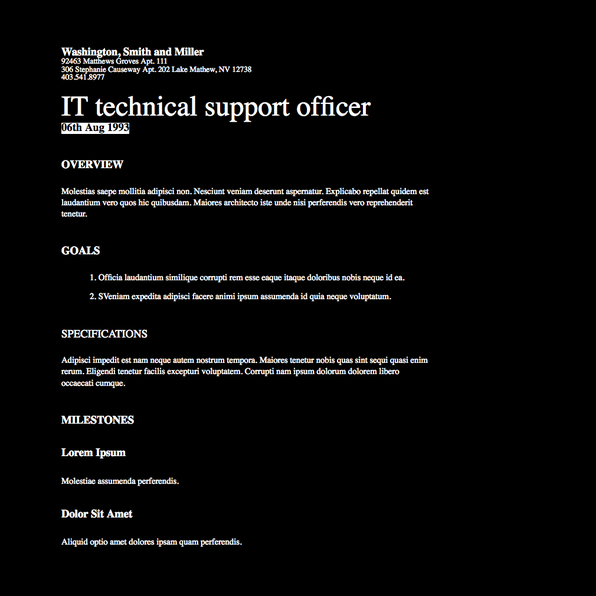 Washington, Smith and Miller
92463 Matthews Groves Apt. 111
306 Stephanie Causeway Apt. 202 Lake Mathew, NV 12738
403.541.8977
IT technical support officer
06th Aug 1993
OVERVIEW
Molestias saepe mollitia adipisci non. Nesciunt veniam deserunt aspernatur. Explicabo repellat quidem est
laudantium vero quos hic quibusdam. Maiores architecto iste unde nisi perferendis vero reprehenderit
tenetur.
GOALS
1. Officia laudantium similique corrupti rem esse eaque itaque doloribus nobis neque id ea.
2. SVeniam expedita adipisci facere animi ipsum assumenda id quia neque voluptatum.
SPECIFICATIONS
Adipisci impedit est nam neque autem nostrum tempora. Maiores tenetur nobis quas sint sequi quasi enim
rerum. Eligendi tenetur facilis excepturi voluptatem. Corrupti nam ipsum dolorum dolorem libero
occaecati cumque.
MILESTONES
Lorem Ipsum
Molestiae assumenda perferendis.
Dolor Sit Amet
Aliquid optio amet dolores ipsam quam perferendis.